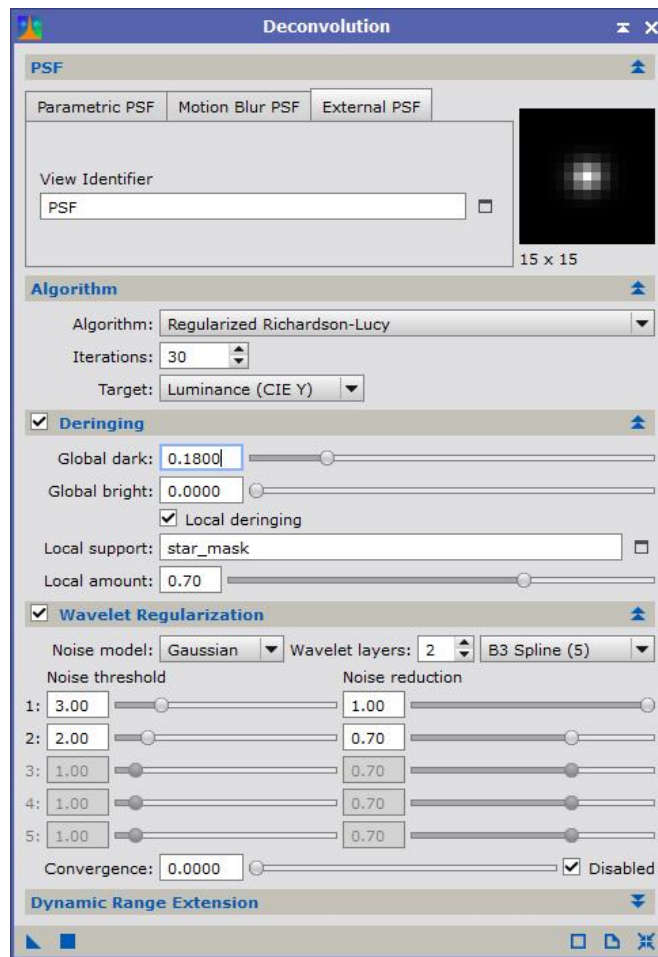 Deconvolution
PSF
Parametric PSF Motion Blur PSF External PSF
View Identifier
PSF
15 x 15
Algorithm
Algorithm: Regularized Richardson-Lucy
Iterations: 30
Target: Luminance (CIE Y)
Deringing
Global dark: 0.1800
Global bright: 0.0000
Local deringing
Local support: star_mask
Local amount: 0.70
Wavelet Regularization
Noise model: Gaussian Wavelet layers: 2 B3 Spline (5)
Noise threshold Noise reduction
1: 3.00 1.00
2: 2.00 0.70
3: 1.00 0.70
4: 1.00 0.70
5: 1.00 0.70
Convergence: 0.0000 Disabled
Dynamic Range Extension